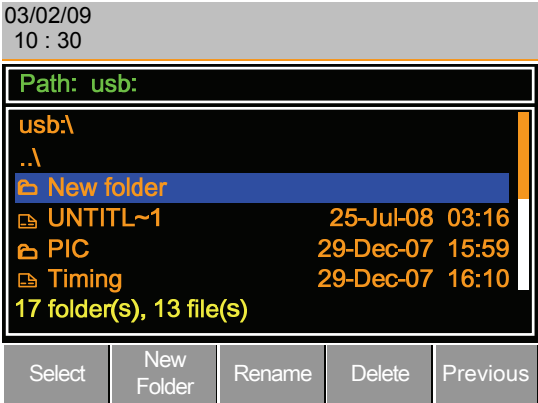 03/02/09
10 : 30
Path: usb:
usb:\
..\
New folder
UNTITL~1 25-Jul-08 03:16
PIC 29-Dec-07 15:59
Timing 29-Dec-07 16:10
17 folder(s), 13 file(s)
Select New Folder Rename Delete Previous